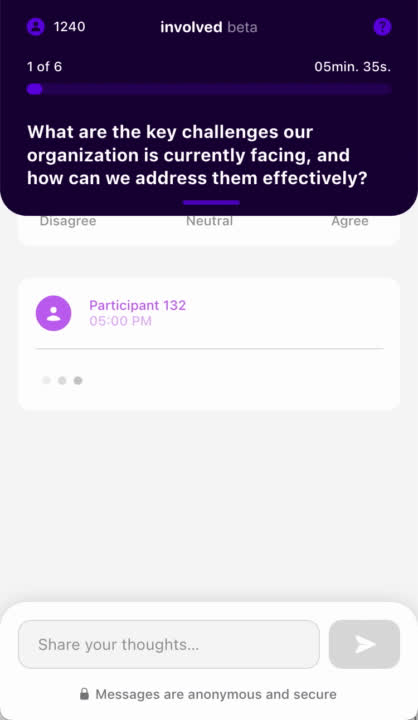 1240 involved beta ?
1 of 6 05min. 35s.
What are the key challenges our
organization is currently facing, and
how can we address them effectively?
Disagree Neutral Agree
Participant 132
05:00 PM
Share your thoughts...
Messages are anonymous and secure